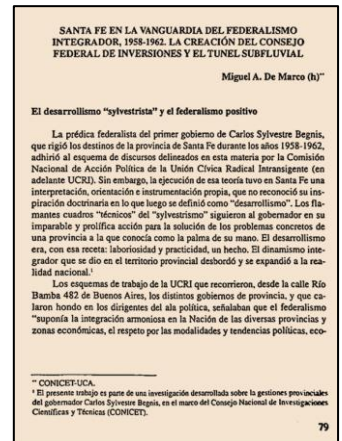 SANTA FE EN LA VANGUARDIA DEL FEDERALISMO
INTEGRADOR, 1958-1962. LA CREACIÓN DEL CONSEJO
FEDERAL DE INVERSIONES Y EL TUNEL SUBFLUVIAL
Miguel A. De Marco (h)**
El desarrollismo “sylvestrista” y el federalismo positivo
La prédica federalista del primer gobierno de Carlos Sylvestre Begnis,
que rigió los destinos de la provincia de Santa Fe durante los años 1958-1962,
adhirió al esquema de discursos delineados en esta materia por la Comisión
Nacional de Acción Política de la Unión Cívica Radical Intransigente (en
adelante UCRI). Sin embargo, la ejecución de esa teoría tuvo en Santa Fe una
interpretación, orientación e instrumentación propia, que no reconoció su ins-
piración doctrinaria en lo que luego se definió como “desarrollismo”. Los fla-
mantes cuadros “técnicos” del “sylvestrismo” siguieron al gobernador en su
imparable y prolífica acción para la solución de los problemas concretos de
una provincia a la que conocía como la palma de su mano. El desarrollismo
era, con esa receta: laboriosidad y practicidad, un hecho. El dinamismo inte-
grador que se dio en el territorio provincial desbordó y se expandió a la rea-
lidad nacional.¹
Los esquemas de trabajo de la UCRI que recorrieron, desde la calle Río
Bamba 482 de Buenos Aires, los distintos gobiernos de provincia, y que ca-
laron hondo en los dirigentes del ala política, señalaban que el federalismo
“suponía la integración armoniosa en la Nación de las diversas provincias y
zonas económicas, el respeto por las modalidades y tendencias políticas, eco-
** CONICET-UCA.
¹ El presente trabajo es parte de una investigación desarrollada sobre la gestiones provinciales
del gobernador Carlos Sylvestre Begnis, en el marco del Consejo Nacional de Investigaciones
Científicas y Técnicas (CONICET).
79